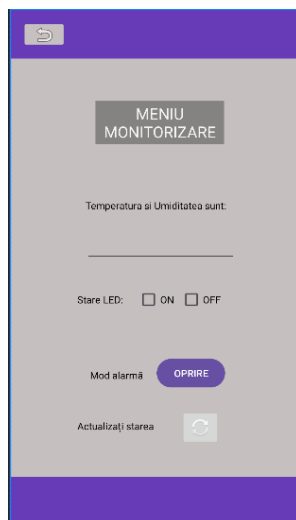 MENIU
MONITORIZARE
Temperatura si Umiditatea sunt:
Stare LED: ON OFF
Mod alarmă OPRIRE
Actualizați starea